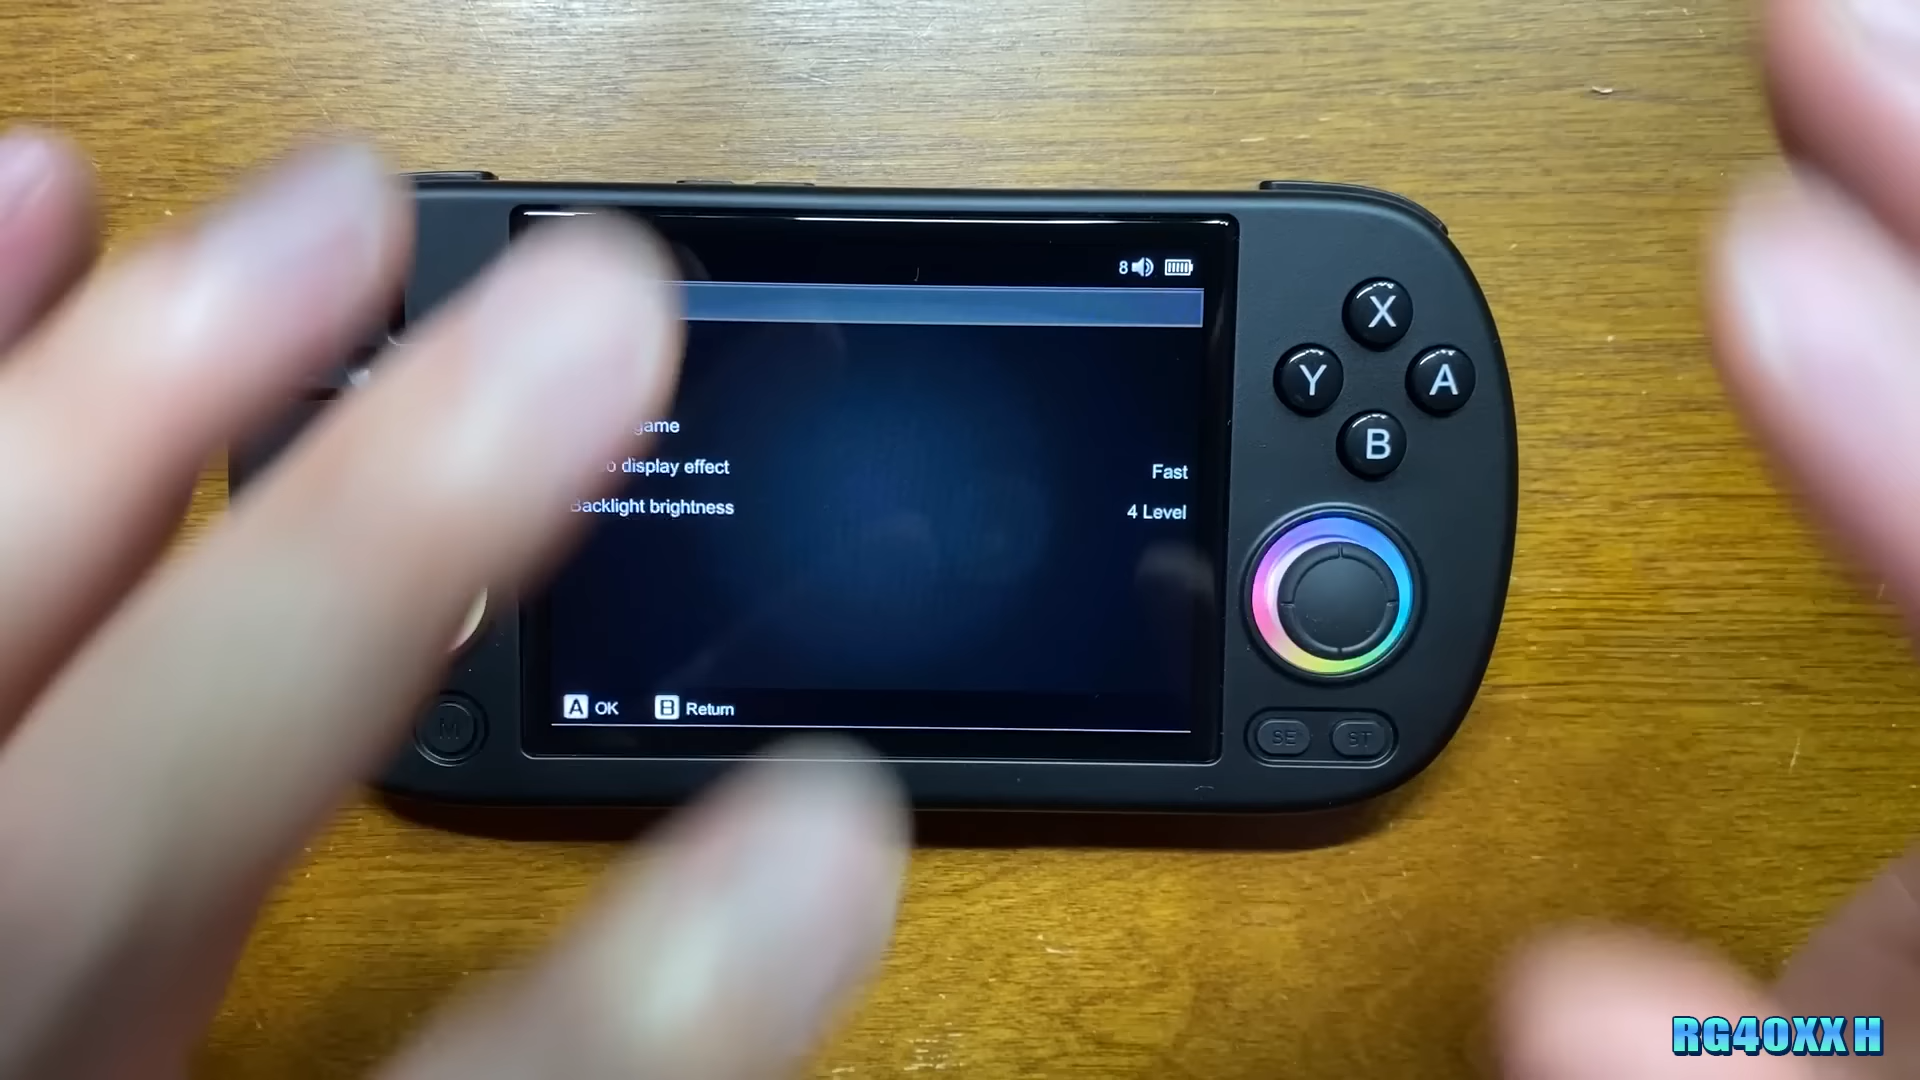 8
game
display effect Fast
Backlight brightness 4 Level
A OK B Return
X
Y
A
B
M
SE ST
RG40XX H